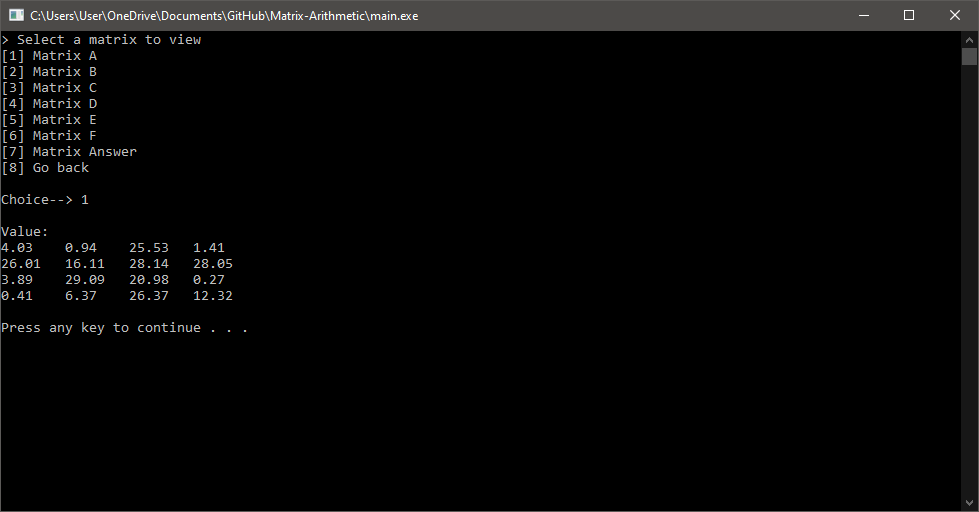 C:\Users\User\OneDrive\Documents\GitHub\Matrix-Arithmetic\main.exe
> Select a matrix to view
[1] Matrix A
[2] Matrix B
[3] Matrix C
[4] Matrix D
[5] Matrix E
[6] Matrix F
[7] Matrix Answer
[8] Go back
Choice--> 1
Value:
4.03    0.94    25.53   1.41
26.01   16.11   28.14   28.05
3.89    29.09   20.98   0.27
0.41    6.37    26.37   12.32
Press any key to continue . . .